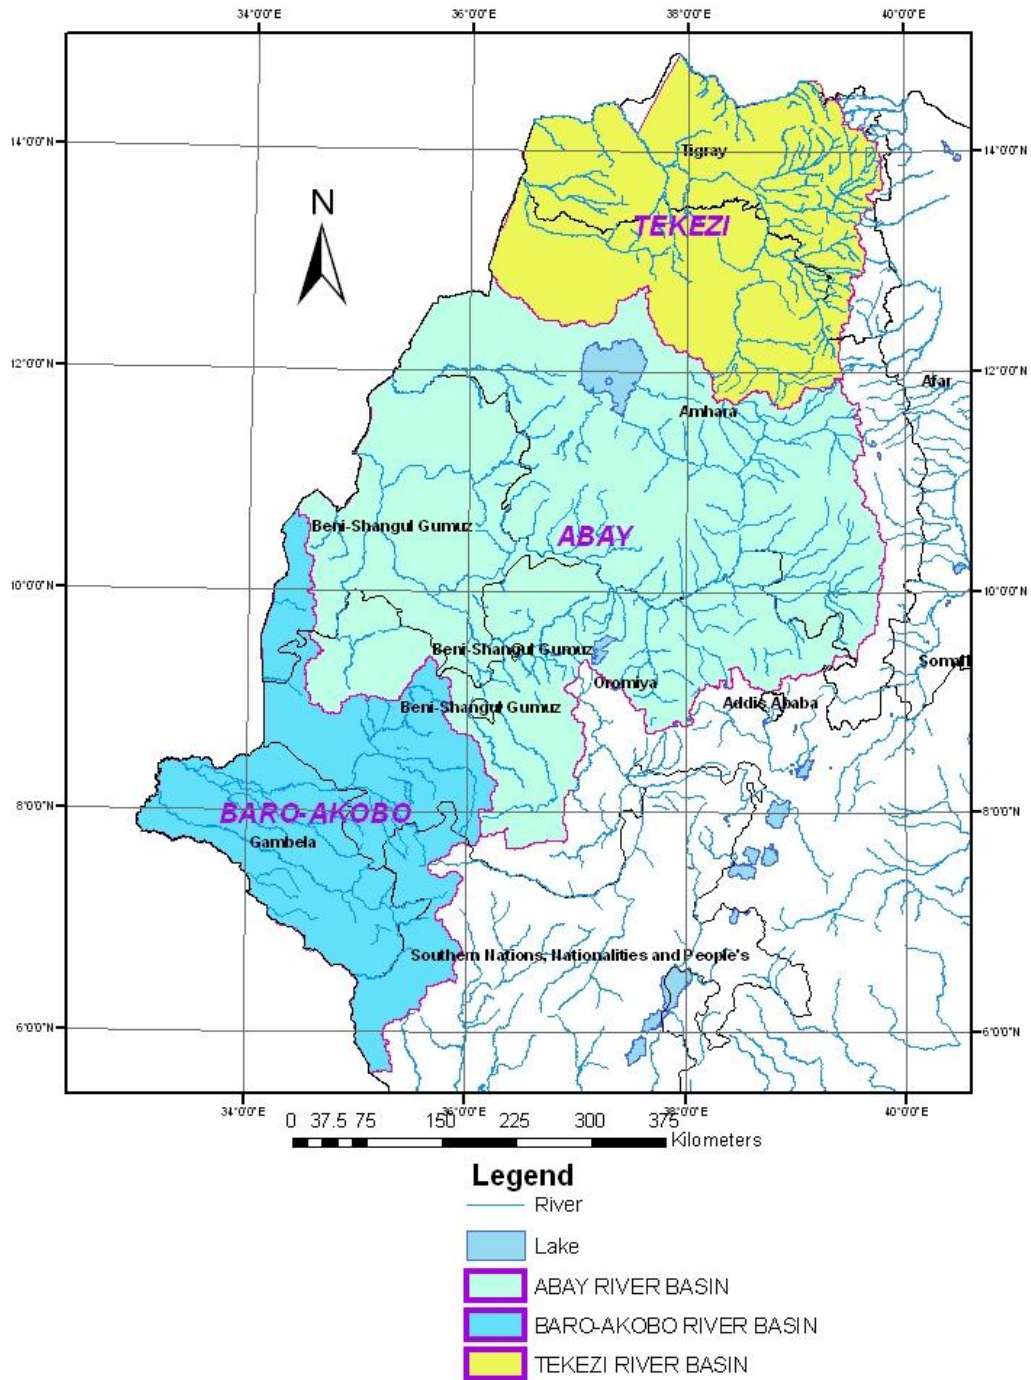 34°0'0"E 36°0'0"E 38°0'0"E 40°0'0"E
14°0'0"N 14°0'0"N
Tigray
N
TEKEZI
12°0'0"N 12°0'0"N
Afar
Amhara
Beni-Shangul Gumuz
ABAY
10°0'0"N 10°0'0"N
Beni-Shangul Gumuz
Somali
Oromiya
Beni-Shangul Gumuz
Addis Ababa
8°0'0"N 8°0'0"N
BARO-AKOBO
Gambela
Southern Nations, Nationalities and People's
6°0'0"N 6°0'0"N
34°0'0"E 36°0'0"E 38°0'0"E 40°0'0"E
0 37.5 75 150 225 300 375
Kilometers
Legend
River
Lake
ABAY RIVER BASIN
BARO-AKOBO RIVER BASIN
TEKEZI RIVER BASIN